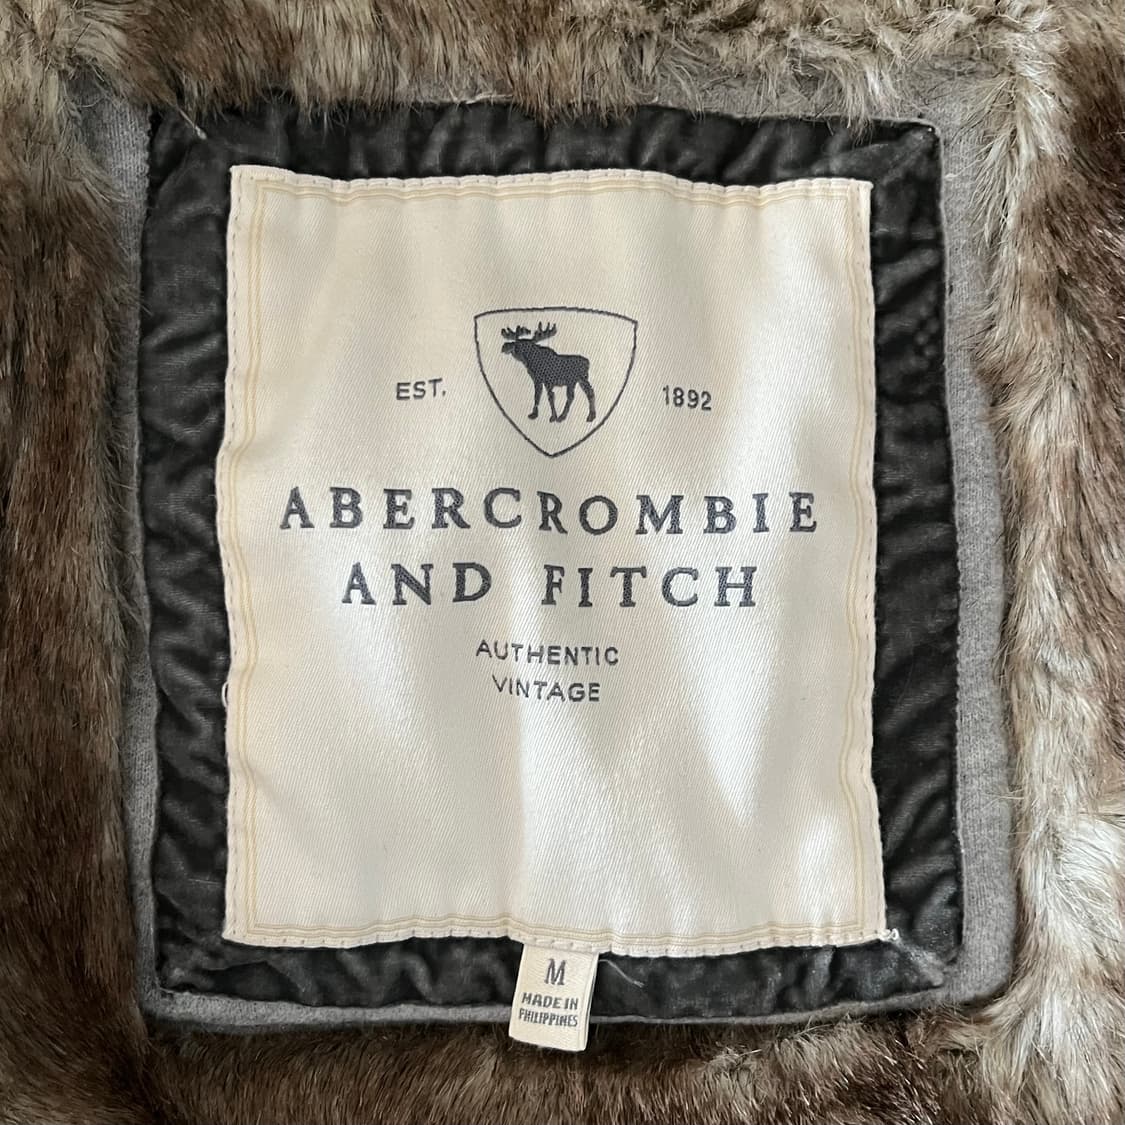 EST. 1892
ABERCROMBIE
AND FITCH
AUTHENTIC
VINTAGE
M
MADE IN
PHILIPPINES